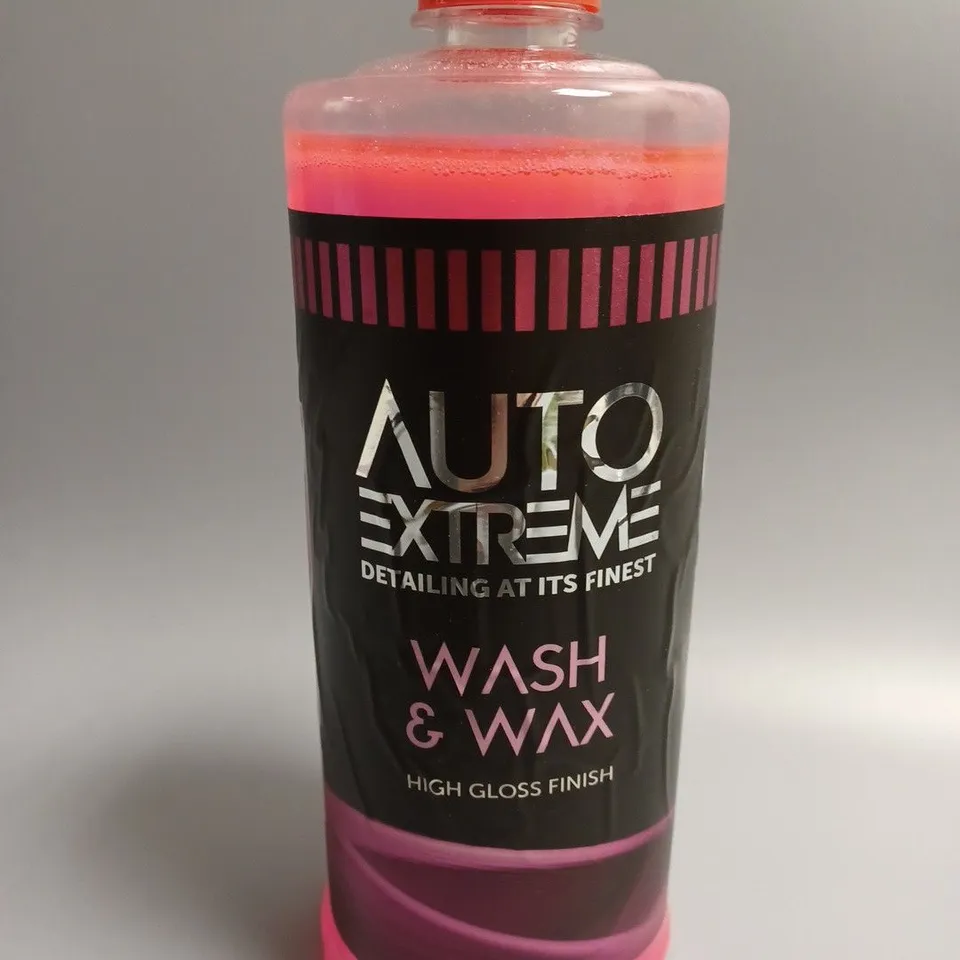 AUTO
EXTREME
DETAILING AT ITS FINEST
WASH
& WAX
HIGH GLOSS FINISH